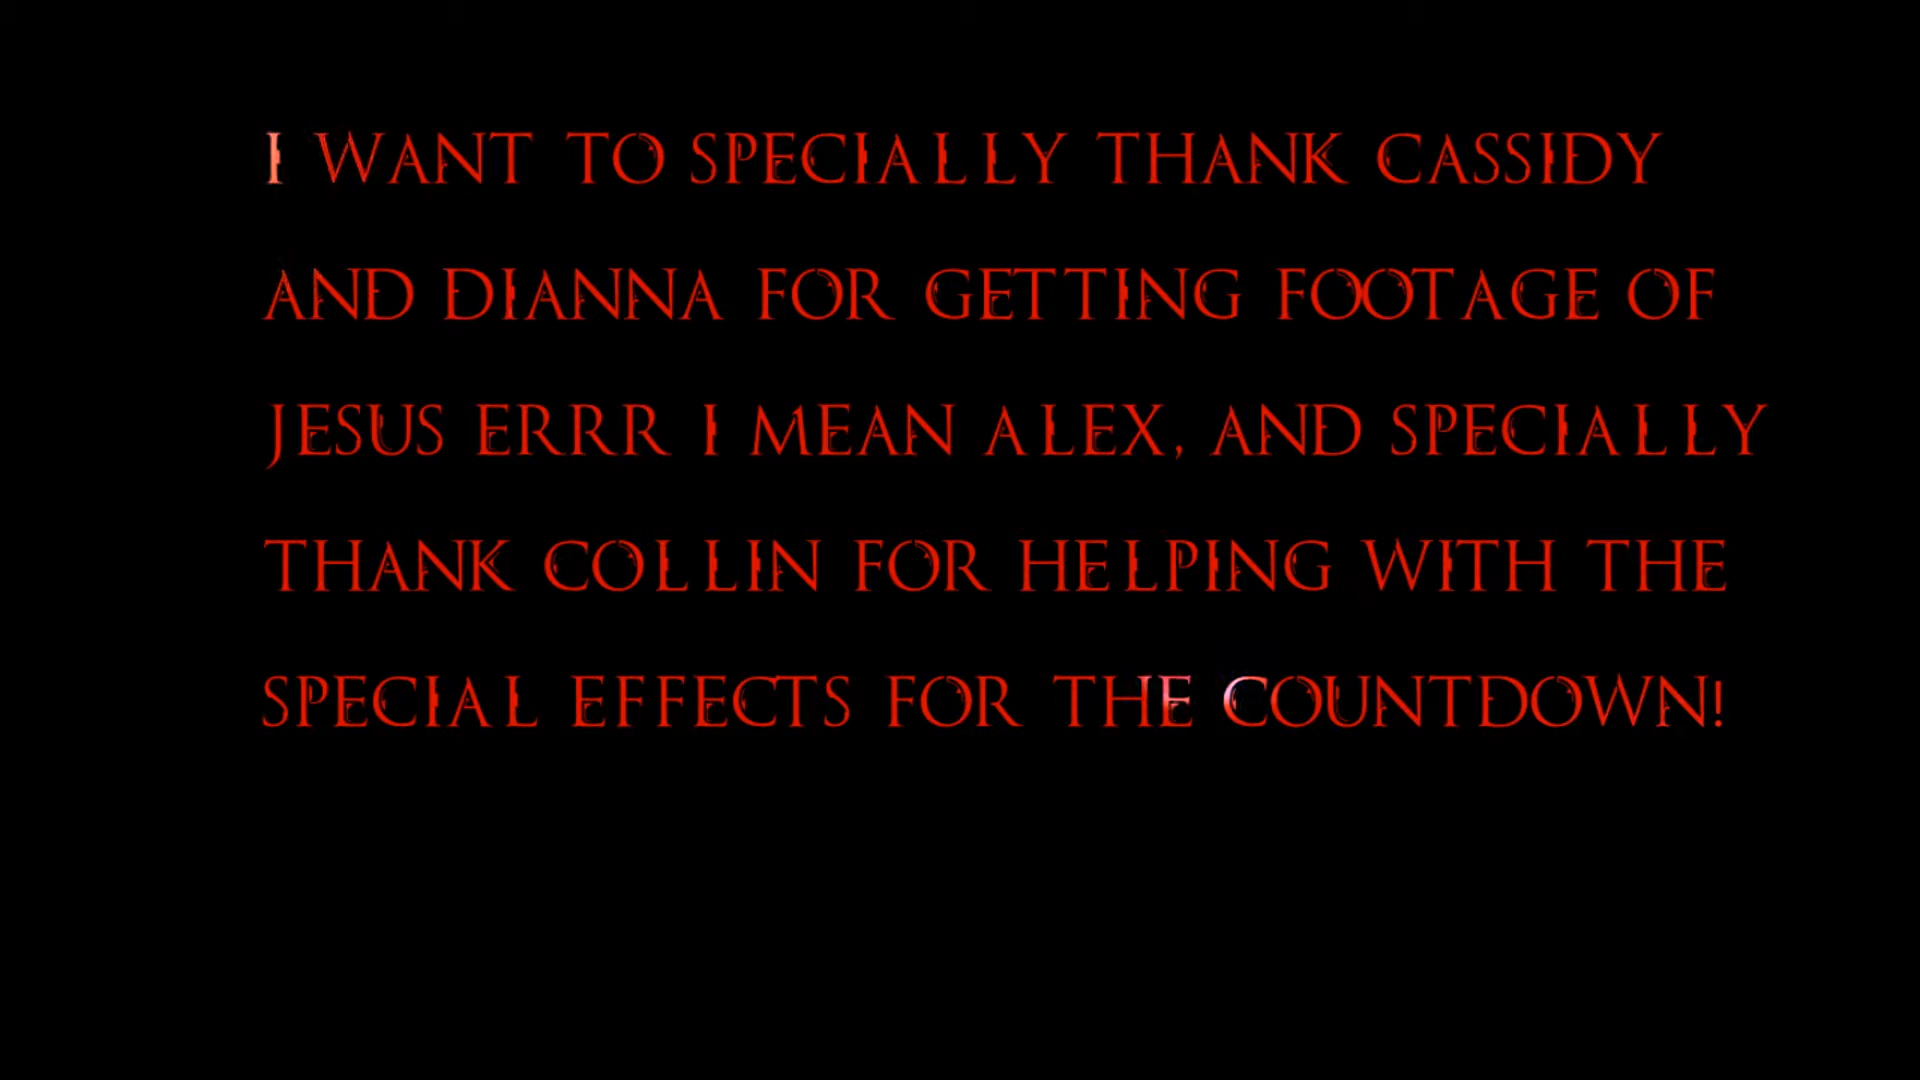 I WANT TO SPECIALLY THANK CASSIDY
AND DIANNA FOR GETTING FOOTAGE OF
JESUS ERRR I MEAN ALEX, AND SPECIALLY
THANK COLLIN FOR HELPING WITH THE
SPECIAL EFFECTS FOR THE COUNTDOWN!